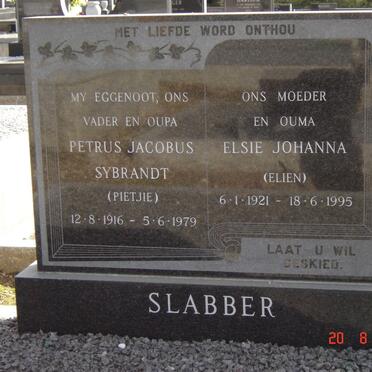 MET LIEFDE WORD ONTHOU
MY EGGENOOT, ONS
VADER EN OUPA
PETRUS JACOBUS
SYBRANDT
(PIETJIE)
12-8-1916 - 5-6-1979
ONS MOEDER
EN OUMA
ELSIE JOHANNA
(ELIEN)
6-1-1921 - 18-6-1995
LAAT U WIL
GESKIED.
SLABBER
20 8